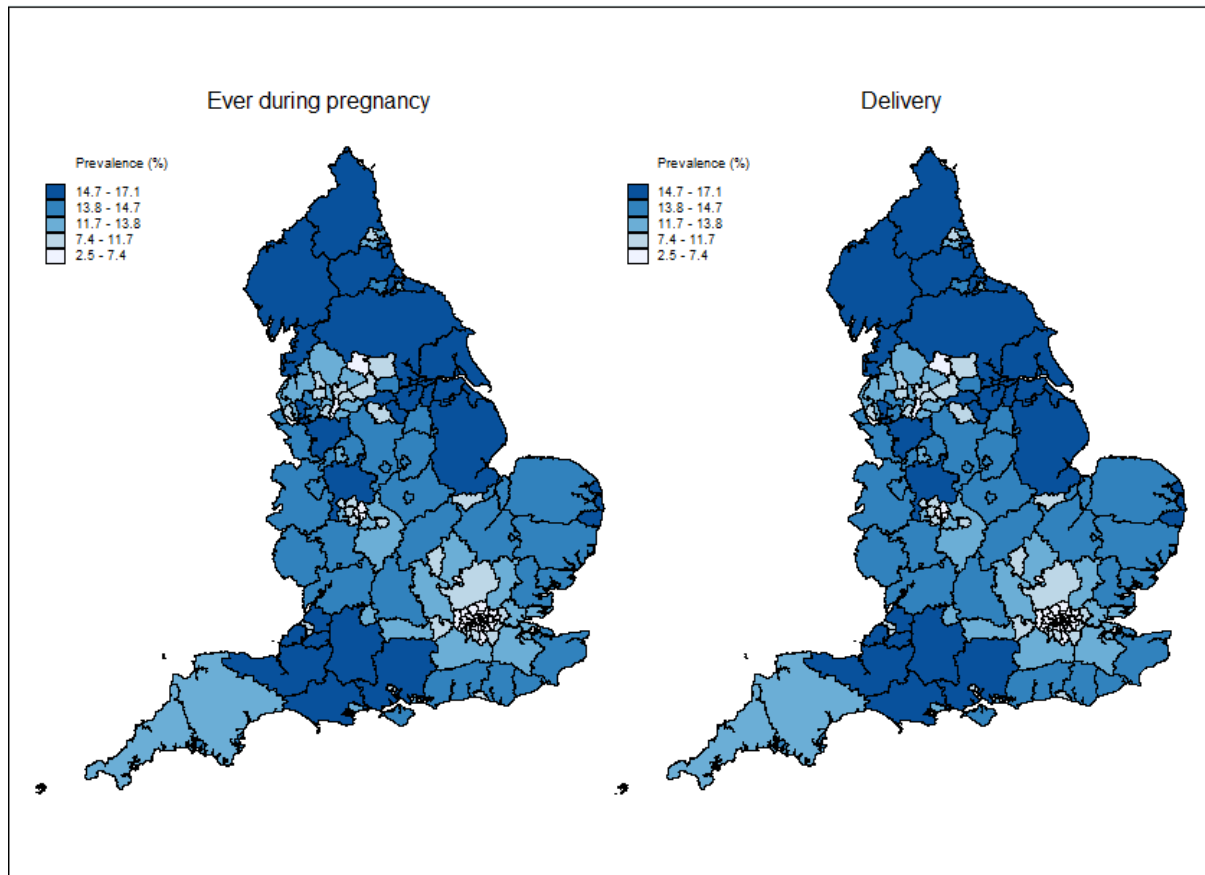 Ever during pregnancy
Delivery
Prevalence (%)
14.7 - 17.1
13.8 - 14.7
11.7 - 13.8
7.4 - 11.7
2.5 - 7.4
Prevalence (%)
14.7 - 17.1
13.8 - 14.7
11.7 - 13.8
7.4 - 11.7
2.5 - 7.4